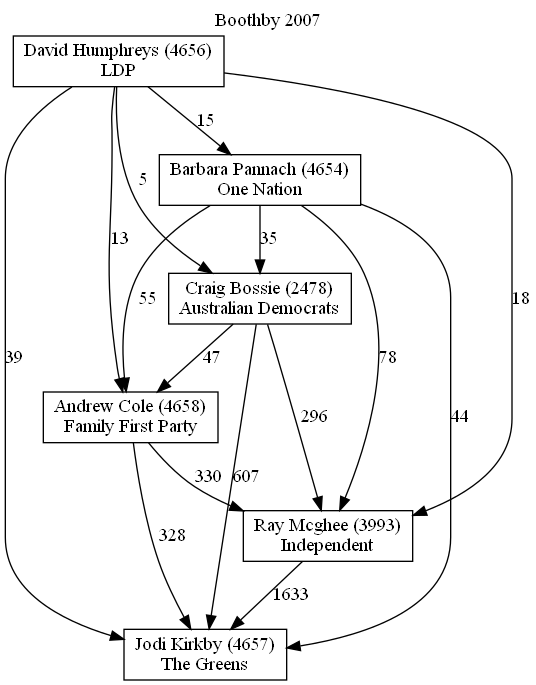 Boothby 2007
David Humphreys (4656)
LDP
15
Barbara Pannach (4654)
One Nation
5
13
35
55
18
Craig Bossie (2478)
Australian Democrats
39
47
78
Andrew Cole (4658)
Family First Party
296
44
330
607
Ray Mcghee (3993)
Independent
328
1633
Jodi Kirkby (4657)
The Greens